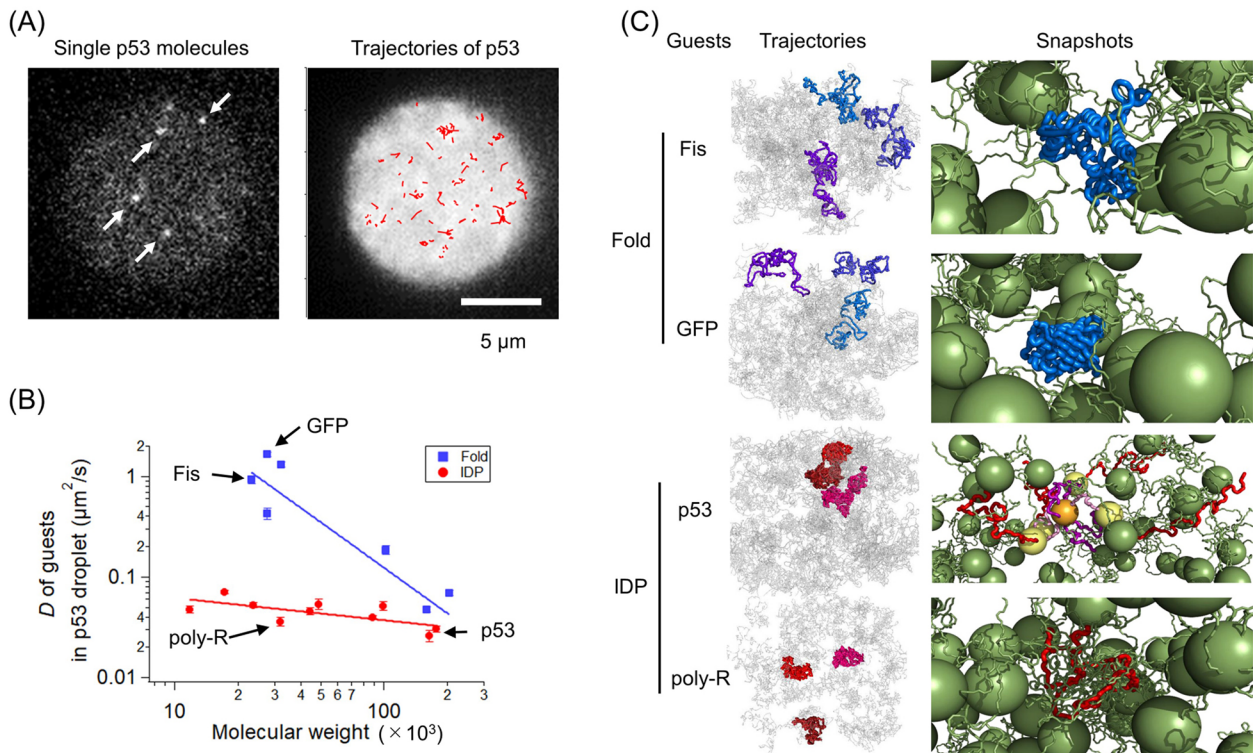 (A)
Single p53 molecules
Trajectories of p53
5 μm
(B)
D of guests
in p53 droplet (μm²/s)
2
1
4
2
0.1
4
2
0.01
GFP
Fis
poly-R
p53
Fold
IDP
10
2
3
4
5
6
7
100
2
3
Molecular weight (×10³)
(C)
Guests
Trajectories
Snapshots
Fis
Fold
GFP
p53
IDP
poly-R